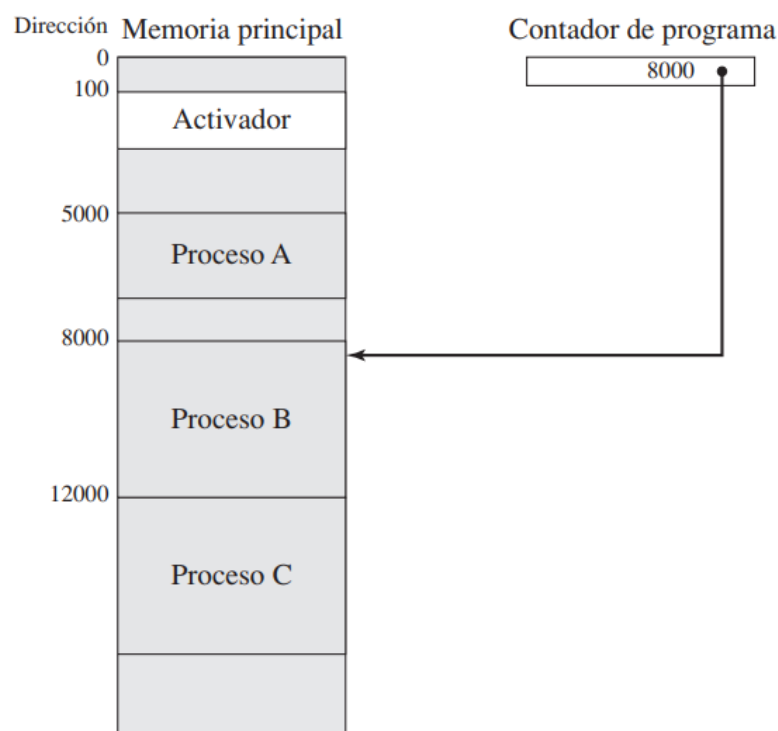 Dirección Memoria principal Contador de programa
0
8000
100
Activador
5000
Proceso A
8000
Proceso B
12000
Proceso C